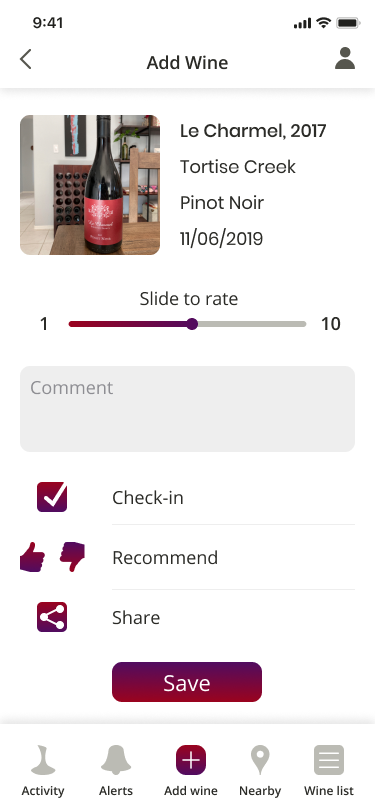 9:41
Add Wine
Le Charmel, 2017
Tortise Creek
Pinot Noir
11/06/2019
Slide to rate
1 10
Comment
Check-in
Recommend
Share
Save
Activity Alerts Add wine Nearby Wine list